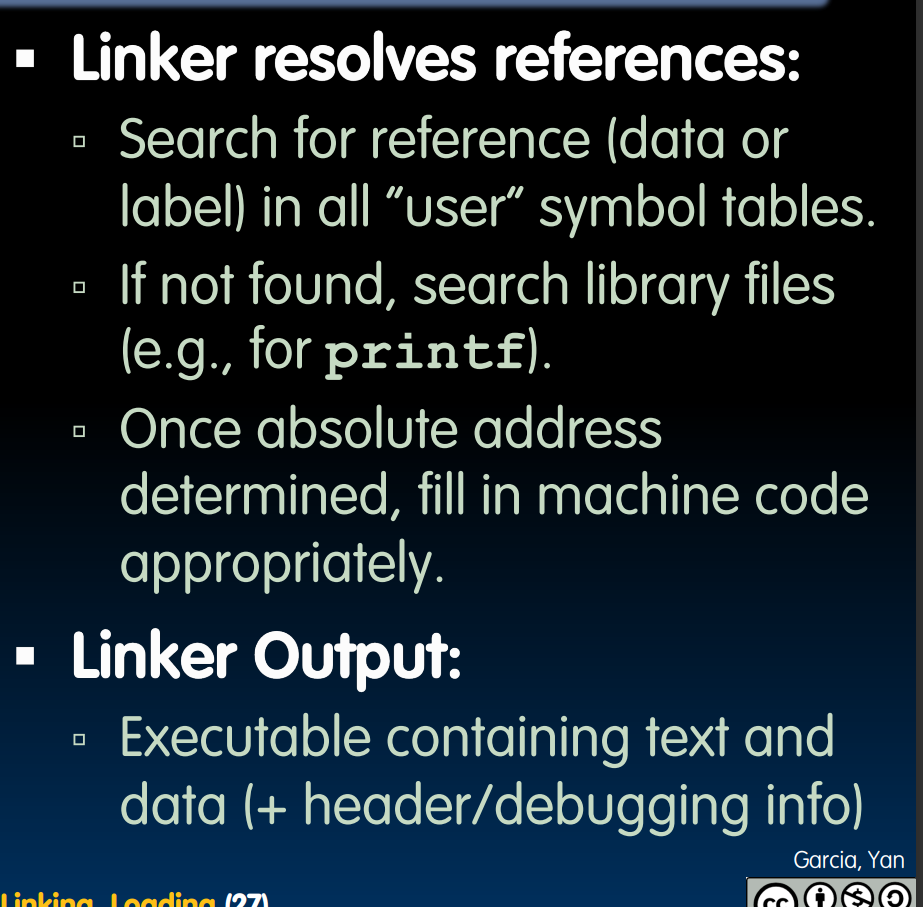 Linker resolves references:
Search for reference (data or
label) in all “user” symbol tables.
If not found, search library files
(e.g., for printf).
Once absolute address
determined, fill in machine code
appropriately.
Linker Output:
Executable containing text and
data (+ header/debugging info)
Garcia, Yan
Linking, Loading (27)
cc